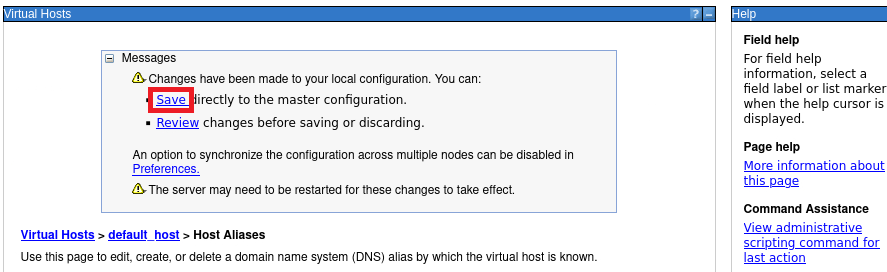 Virtual Hosts
Messages
Changes have been made to your local configuration. You can:
Save directly to the master configuration.
Review changes before saving or discarding.
An option to synchronize the configuration across multiple nodes can be disabled in
Preferences.
The server may need to be restarted for these changes to take effect.
Virtual Hosts > default_host > Host Aliases
Use this page to edit, create, or delete a domain name system (DNS) alias by which the virtual host is known.
Help
Field help
For field help
information, select a
field label or list marker
when the help cursor is
displayed.
Page help
More information about
this page
Command Assistance
View administrative
scripting command for
last action